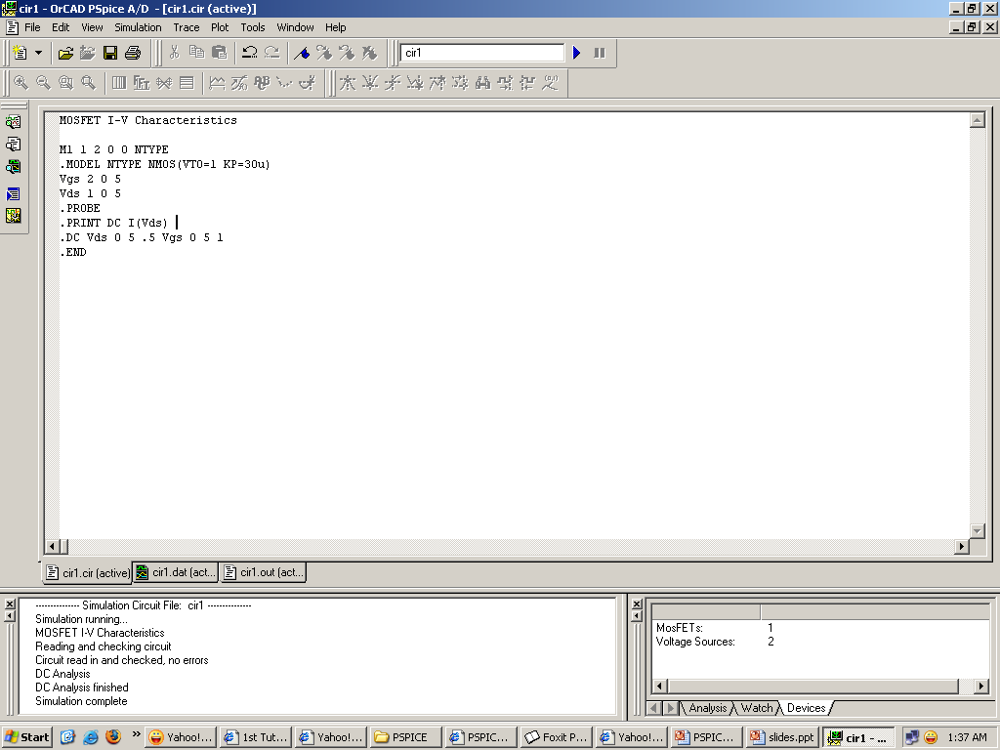 cir1 - OrCAD PSpice A/D - [cir1.cir (active)]
File Edit View Simulation Trace Plot Tools Window Help
cir1
MOSFET I-V Characteristics
M1 1 2 0 0 NTYPE
.MODEL NTYPE NMOS(VTO=1 KP=30u)
Vgs 2 0 5
Vds 1 0 5
.PROBE
.PRINT DC I(Vds)
.DC Vds 0 5 .5 Vgs 0 5 1
.END
cir1.cir (active) cir1.dat (act... cir1.out (act...
-------------- Simulation Circuit File: cir1 --------------
Simulation running...
MOSFET I-V Characteristics
Reading and checking circuit
Circuit read in and checked, no errors
DC Analysis
DC Analysis finished
Simulation complete
MosFETs: 1
Voltage Sources: 2
Analysis Watch Devices
Start » Yahoo!... 1st Tut... Yahoo!... PSPICE PSPIC... Foxit P... Yahoo!... PSPIC... slides.ppt cir1 - ... 1:37 AM